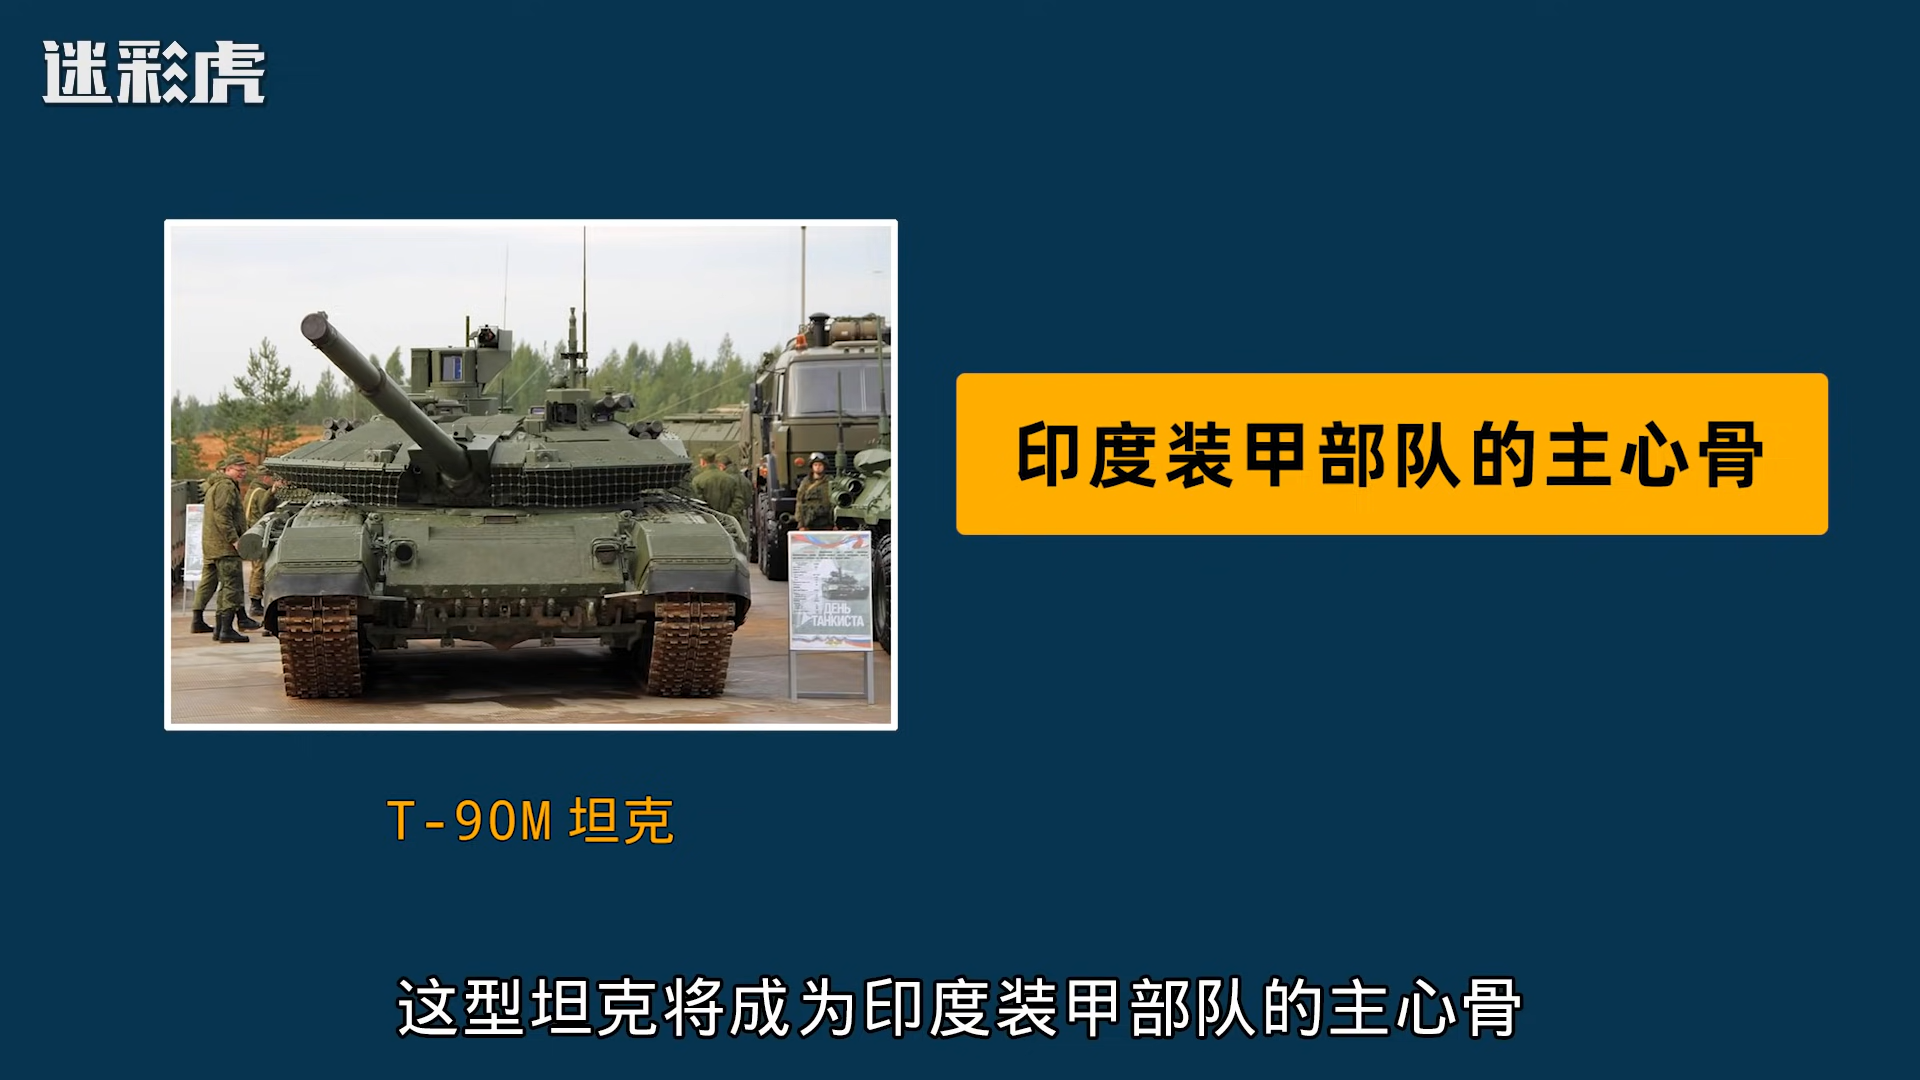 迷彩虎
印度装甲部队的主心骨
ДЕНЬ
ТАНКИСТА
T-90M 坦克
这型坦克将成为印度装甲部队的主心骨